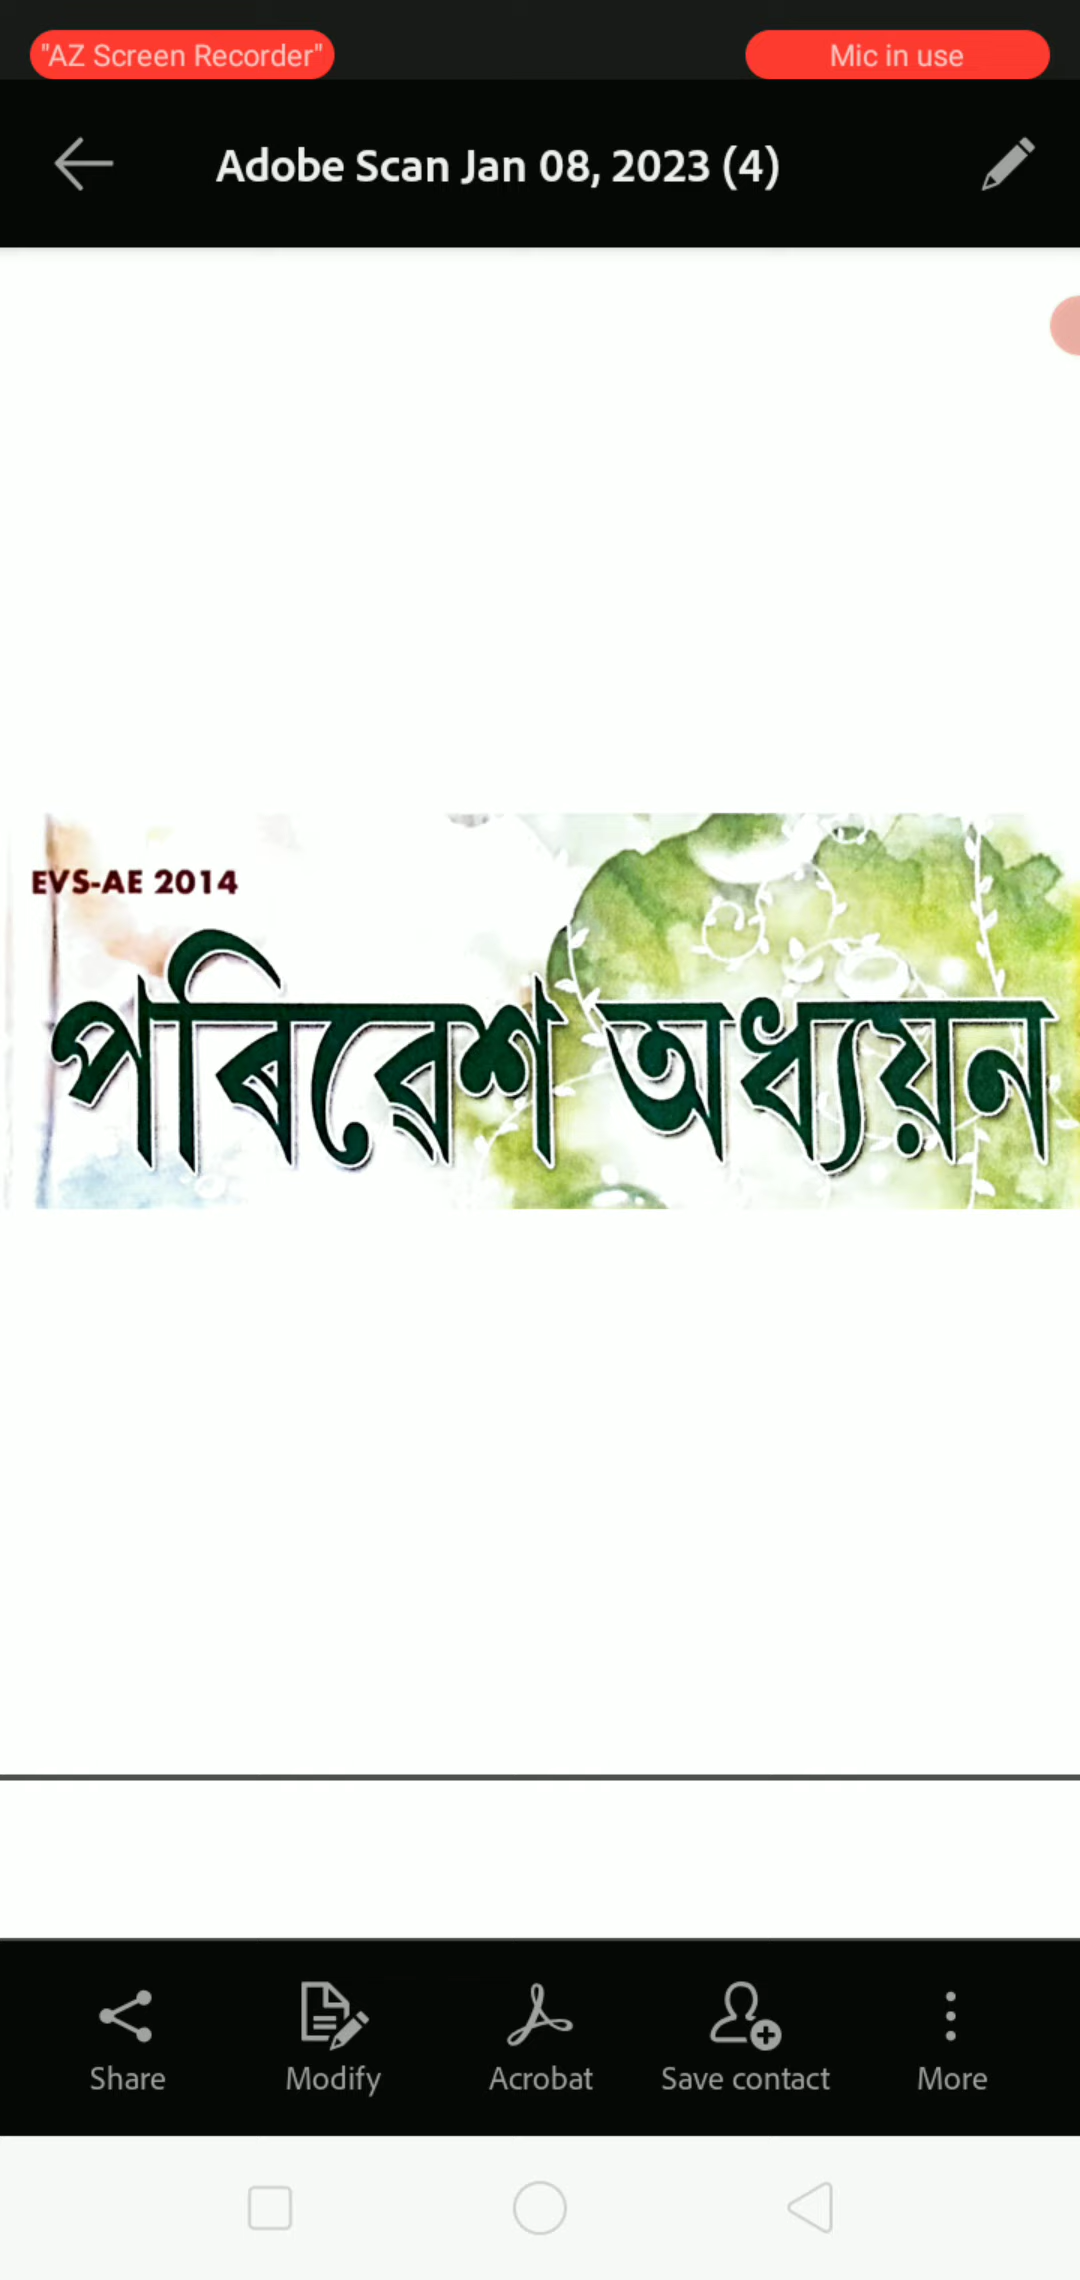 "AZ Screen Recorder" Mic in use
Adobe Scan Jan 08, 2023 (4)
EVS-AE 2014
পৰিৱেশ অধ্যয়ন
Share Modify Acrobat Save contact More